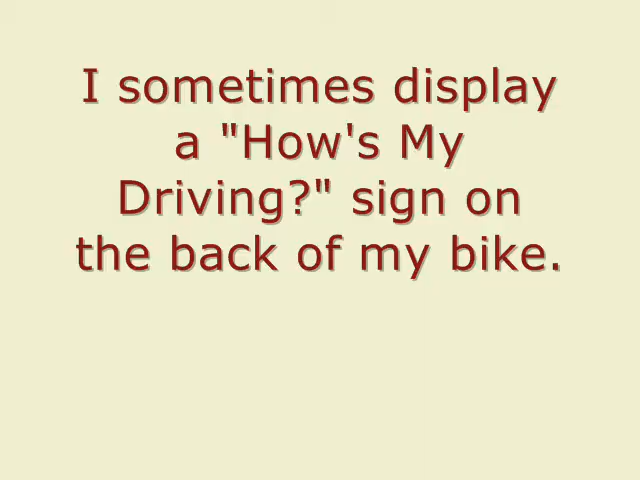 I sometimes display
a "How's My
Driving?" sign on
the back of my bike.